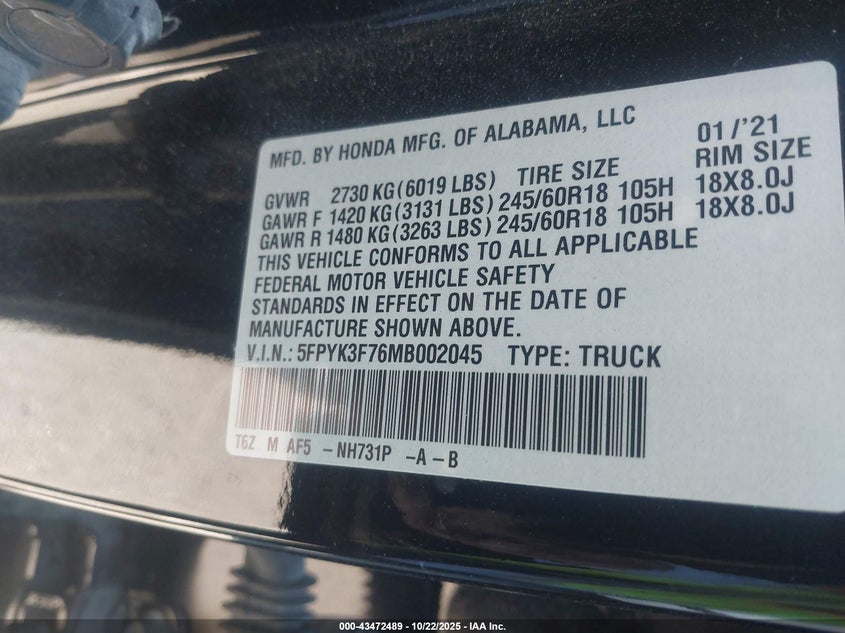 MFD. BY HONDA MFG. OF ALABAMA, LLC 01/'21
GVWR 2730 KG(6019 LBS) TIRE SIZE RIM SIZE
GAWR F 1420 KG(3131 LBS) 245/60R18 105H 18X8.0J
GAWR R 1480 KG(3263 LBS) 245/60R18 105H 18X8.0J
THIS VEHICLE CONFORMS TO ALL APPLICABLE
FEDERAL MOTOR VEHICLE SAFETY
STANDARDS IN EFFECT ON THE DATE OF
MANUFACTURE SHOWN ABOVE.
V.I.N.: 5FPYK3F76MB002045 TYPE: TRUCK
T6Z M AF5 -NH731P -A-B
000-43472489 - 10/22/2025 - IAA Inc.